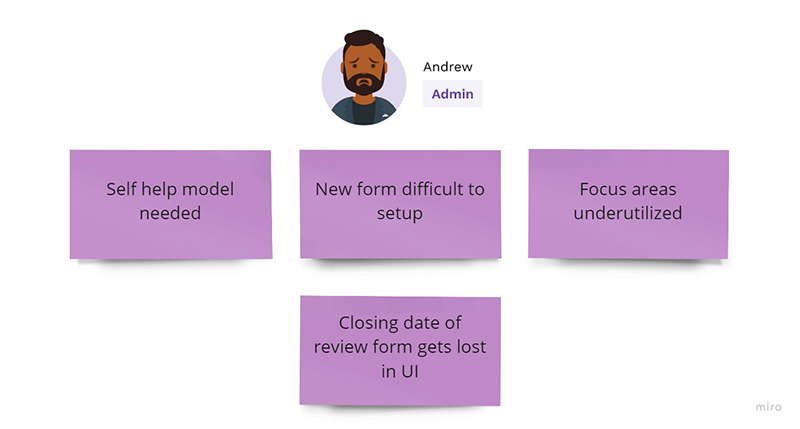 Andrew
Admin
Self help model
needed
New form difficult to
setup
Focus areas
underutilized
Closing date of
review form gets lost
in UI
miro